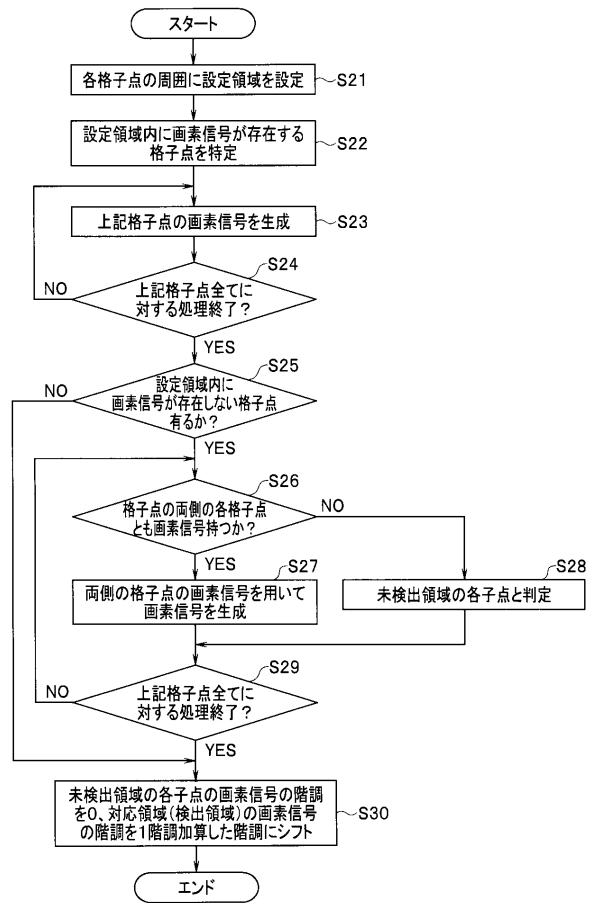 スタート
各格子点の周囲に設定領域を設定
S21
設定領域内に画素信号が存在する
格子点を特定
S22
上記格子点の画素信号を生成
S23
S24
NO
上記格子点全てに
対する処理終了?
YES
S25
NO
設定領域内に
画素信号が存在しない格子点
有るか?
YES
S26
格子点の両側の各格子点
とも画素信号持つか?
NO
YES
S27
両側の格子点の画素信号を用いて
画素信号を生成
S28
未検出領域の各子点と判定
S29
NO
上記格子点全てに
対する処理終了?
YES
未検出領域の各子点の画素信号の階調
を0、対応領域(検出領域)の画素信号
の階調を1階調加算した階調にシフト
S30
エンド